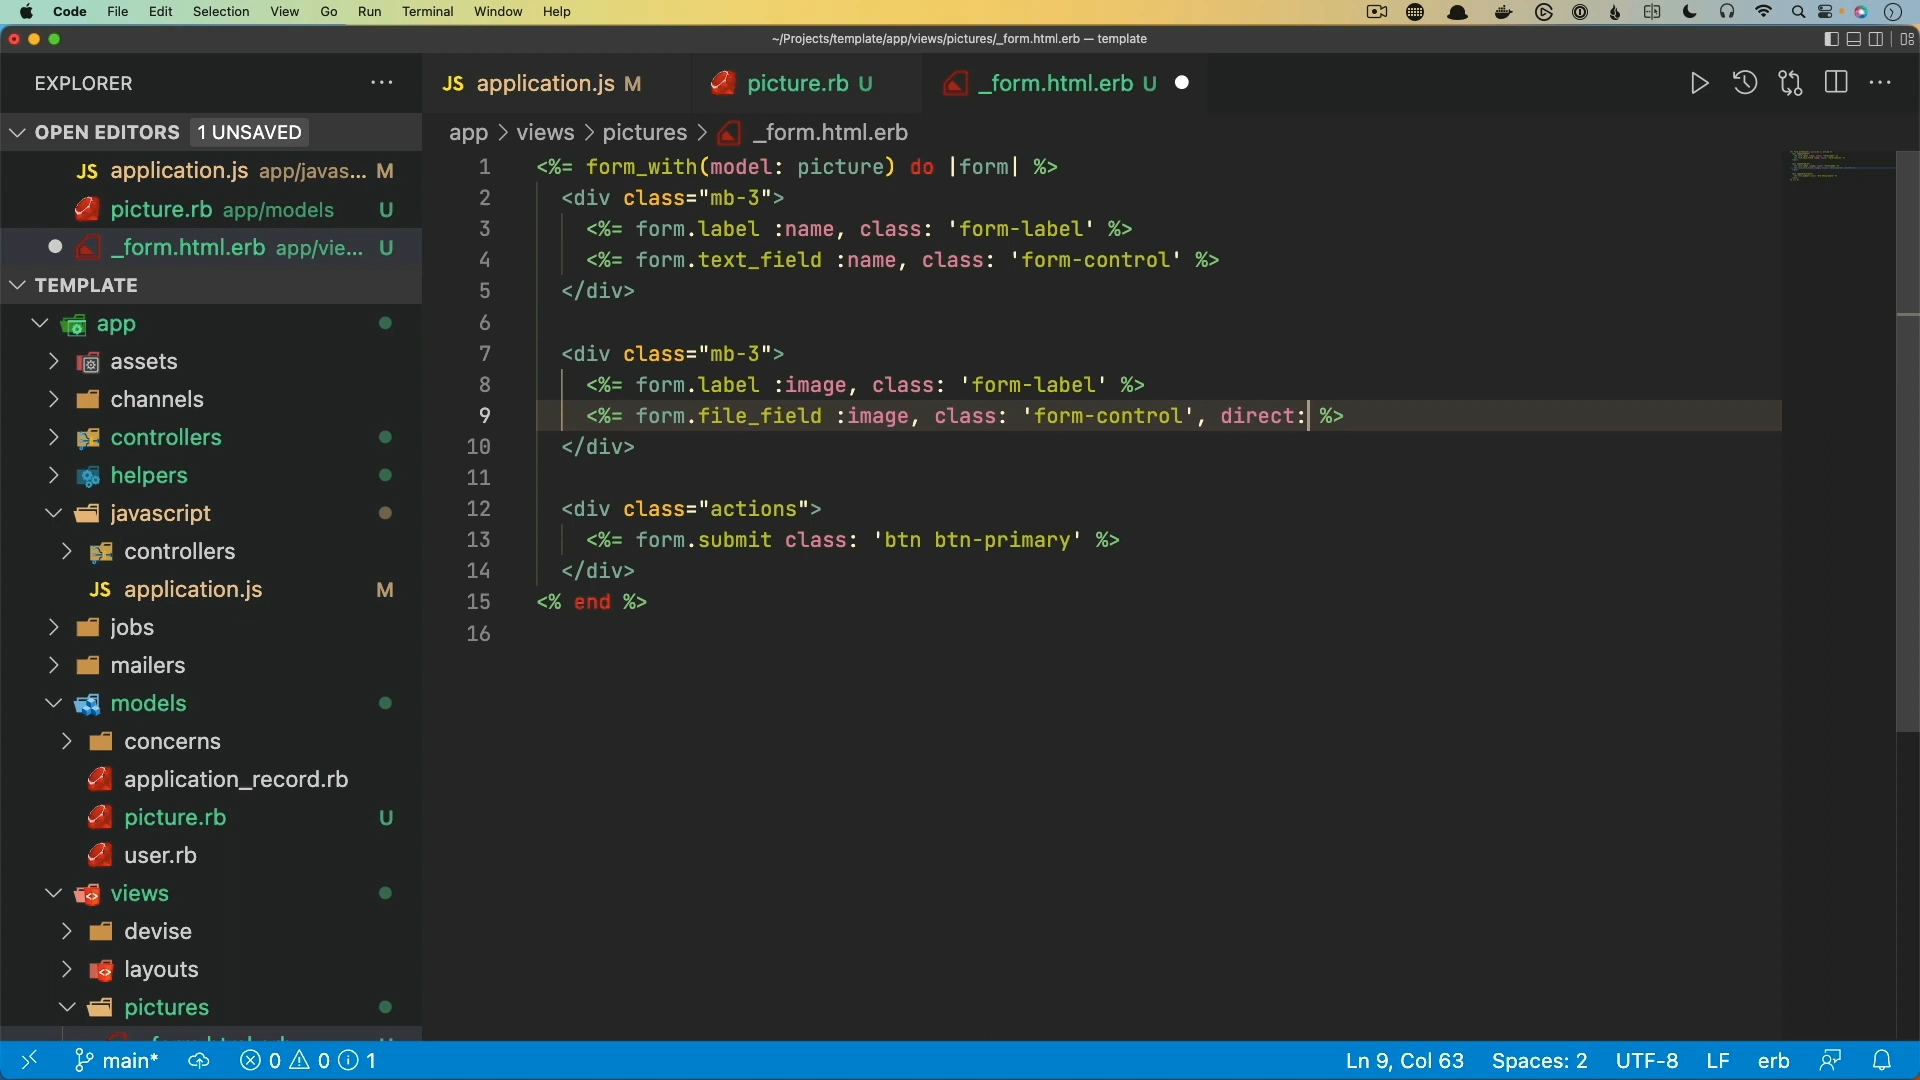 Code File Edit Selection View Go Run Terminal Window Help
~/Projects/template/app/views/pictures/_form.html.erb — template
EXPLORER
OPEN EDITORS 1 UNSAVED
JS application.js app/javas... M
picture.rb app/models U
_form.html.erb app/vie... U
TEMPLATE
app
assets
channels
controllers
helpers
javascript
controllers
JS application.js M
jobs
mailers
models
concerns
application_record.rb
picture.rb U
user.rb
views
devise
layouts
pictures
JS application.js M
picture.rb U
_form.html.erb U
app > views > pictures > _form.html.erb
1 <%= form_with(model: picture) do |form| %>
2 <div class="mb-3">
3 <%= form.label :name, class: 'form-label' %>
4 <%= form.text_field :name, class: 'form-control' %>
5 </div>
6
7 <div class="mb-3">
8 <%= form.label :image, class: 'form-label' %>
9 <%= form.file_field :image, class: 'form-control', direct: %>
10 </div>
11
12 <div class="actions">
13 <%= form.submit class: 'btn btn-primary' %>
14 </div>
15 <% end %>
16
main* 0 0 1
Ln 9, Col 63 Spaces: 2 UTF-8 LF erb